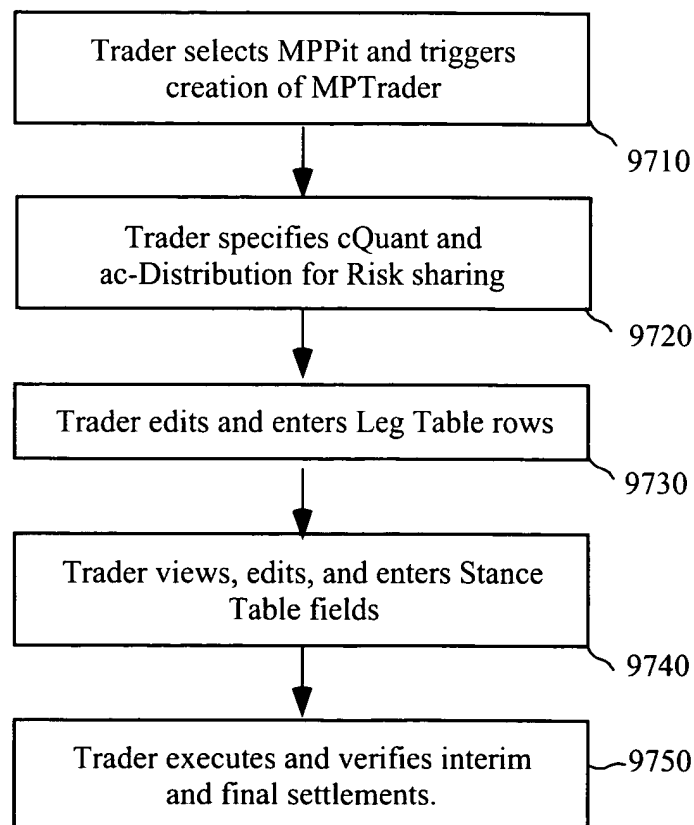 Trader selects MPPit and triggers
creation of MPTrader
9710
Trader specifies cQuant and
ac-Distribution for Risk sharing
9720
Trader edits and enters Leg Table rows
9730
Trader views, edits, and enters Stance
Table fields
9740
Trader executes and verifies interim
and final settlements.
9750